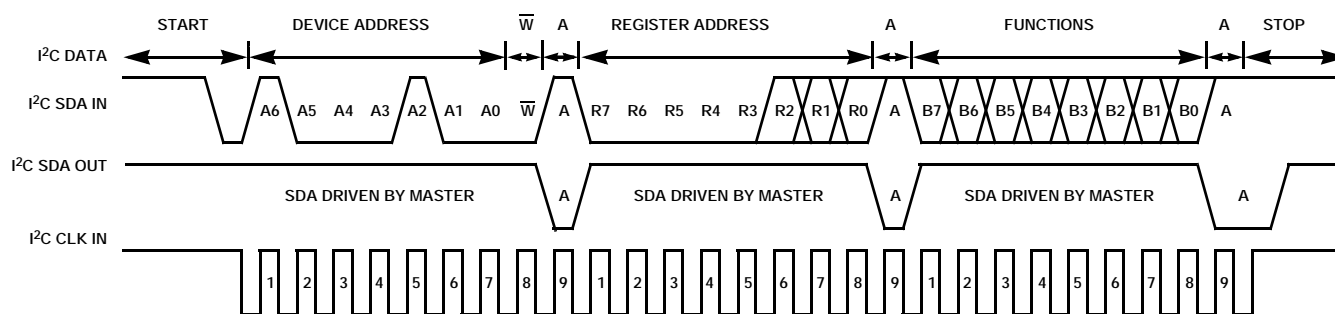 START DEVICE ADDRESS W̅ A REGISTER ADDRESS A FUNCTIONS A STOP
I²C DATA
I²C SDA IN A6 A5 A4 A3 A2 A1 A0 W̅ A R7 R6 R5 R4 R3 R2 R1 R0 A B7 B6 B5 B4 B3 B2 B1 B0 A
I²C SDA OUT
SDA DRIVEN BY MASTER A SDA DRIVEN BY MASTER A SDA DRIVEN BY MASTER A
I²C CLK IN
1 2 3 4 5 6 7 8 9 1 2 3 4 5 6 7 8 9 1 2 3 4 5 6 7 8 9